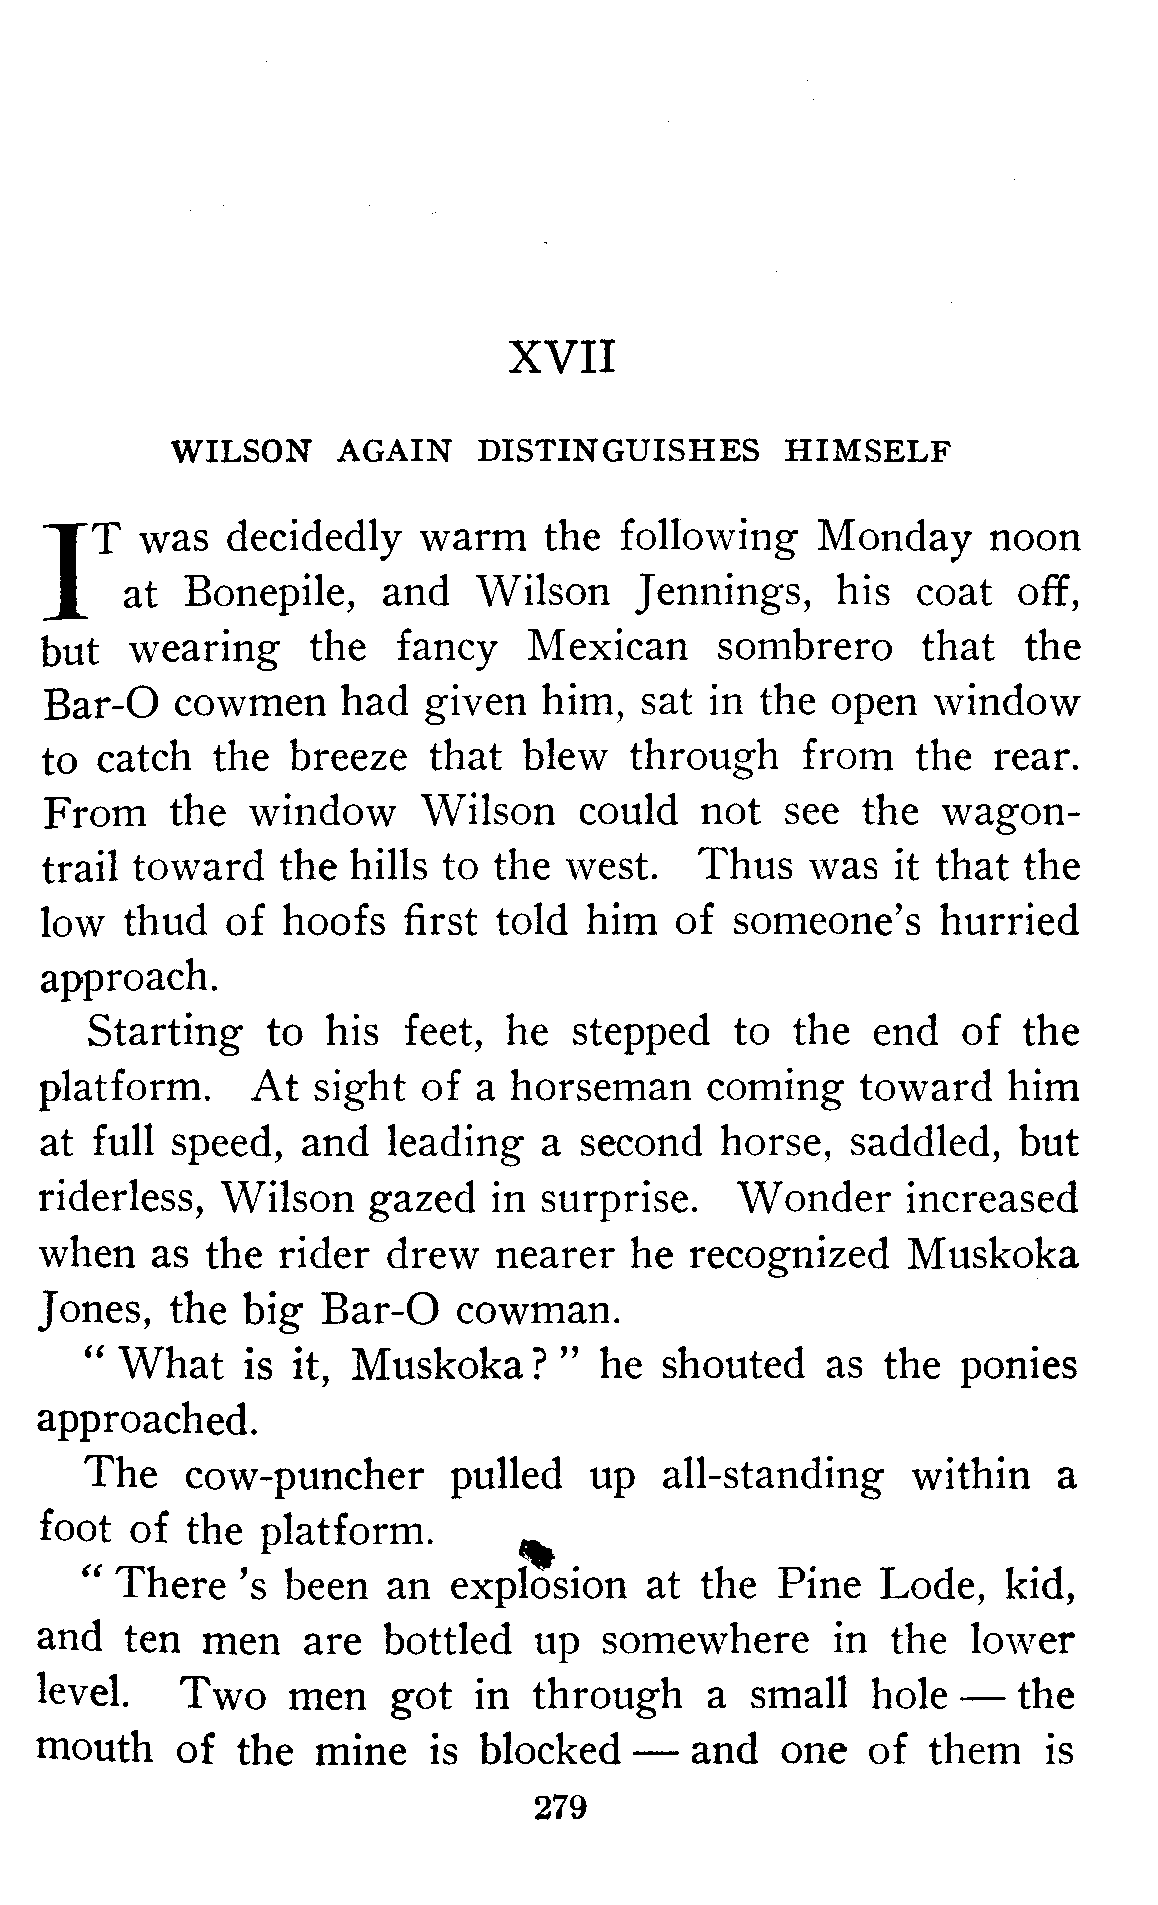 XVII
WILSON AGAIN DISTINGUISHES HIMSELF
IT was decidedly warm the following Monday noon
at Bonepile, and Wilson Jennings, his coat off,
but wearing the fancy Mexican sombrero that the
Bar-O cowmen had given him, sat in the open window
to catch the breeze that blew through from the rear.
From the window Wilson could not see the wagon-
trail toward the hills to the west. Thus was it that the
low thud of hoofs first told him of someone's hurried
approach.
Starting to his feet, he stepped to the end of the
platform. At sight of a horseman coming toward him
at full speed, and leading a second horse, saddled, but
riderless, Wilson gazed in surprise. Wonder increased
when as the rider drew nearer he recognized Muskoka
Jones, the big Bar-O cowman.
" What is it, Muskoka? " he shouted as the ponies
approached.
The cow-puncher pulled up all-standing within a
foot of the platform.
" There 's been an explosion at the Pine Lode, kid,
and ten men are bottled up somewhere in the lower
level. Two men got in through a small hole — the
mouth of the mine is blocked — and one of them is
279